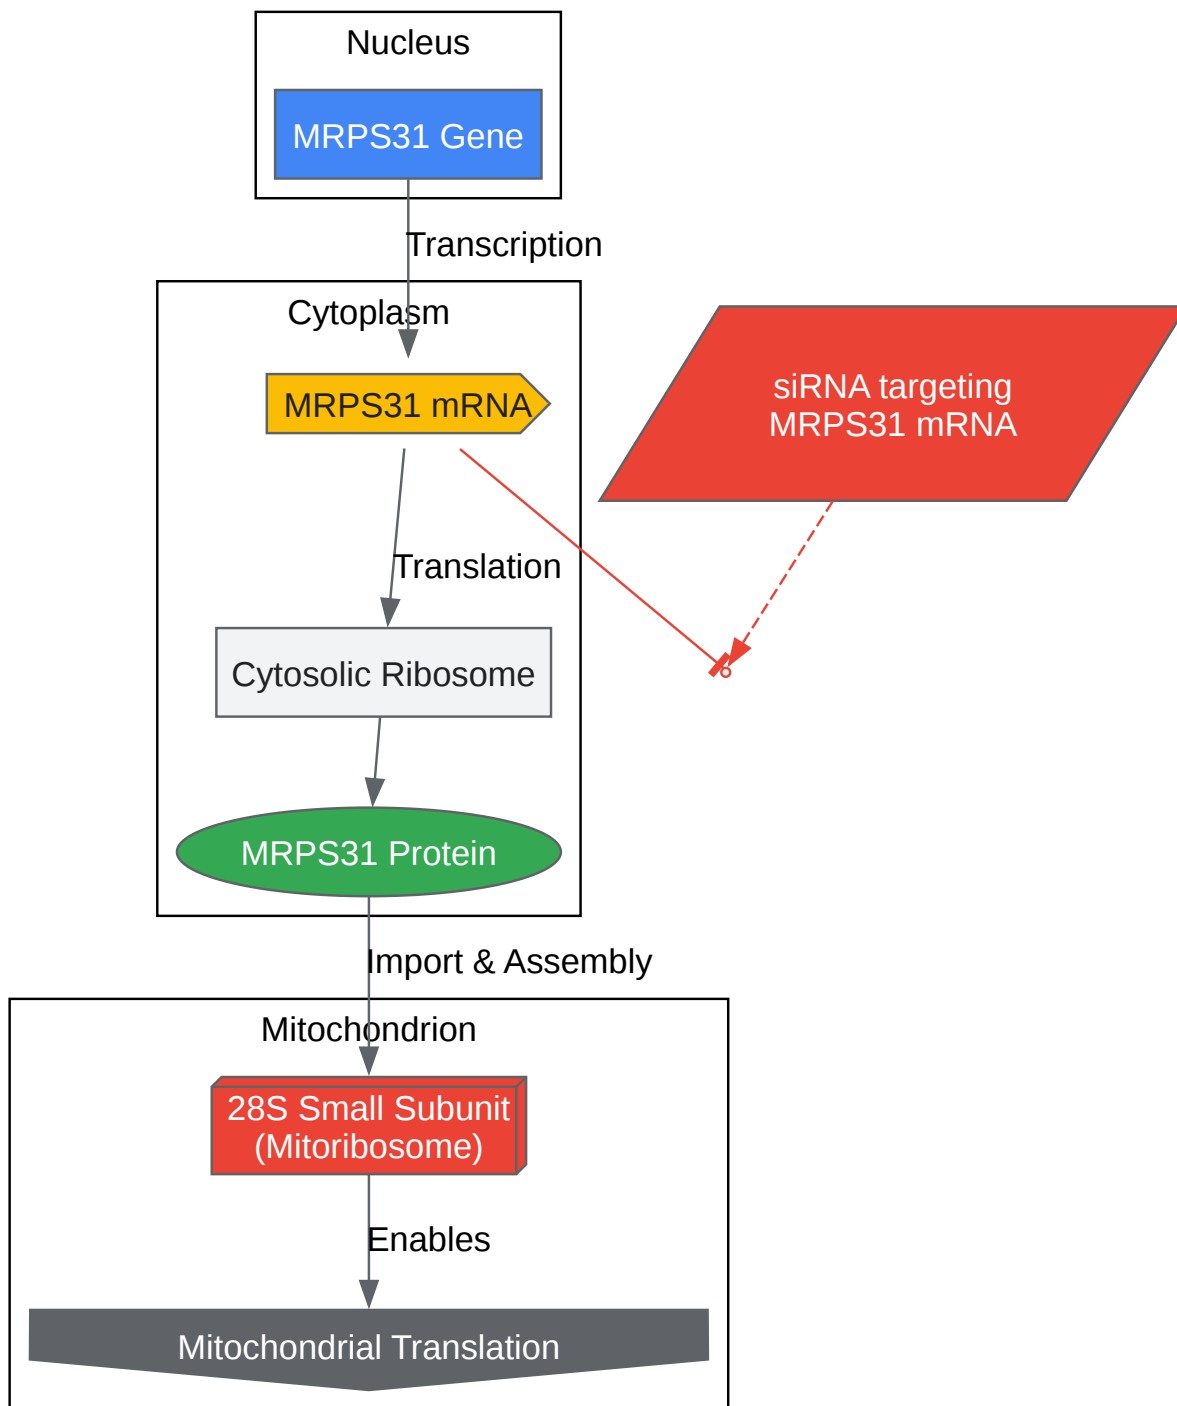 Nucleus
MRPS31 Gene
Transcription
Cytoplasm
MRPS31 mRNA
siRNA targeting
MRPS31 mRNA
Translation
Cytosolic Ribosome
MRPS31 Protein
Import & Assembly
Mitochondrion
28S Small Subunit
(Mitoribosome)
Enables
Mitochondrial Translation